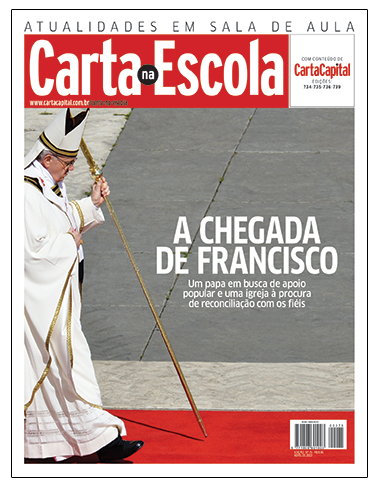 ATUALIDADES EM SALA DE AULA
Carta na Escola
COM CONTEÚDO DE
CartaCapital
EDIÇÕES
734·735·736·739
www.cartacapital.com.br
A CHEGADA
DE FRANCISCO
Um papa em busca de apoio
popular e uma igreja à procura
de reconciliação com os fiéis